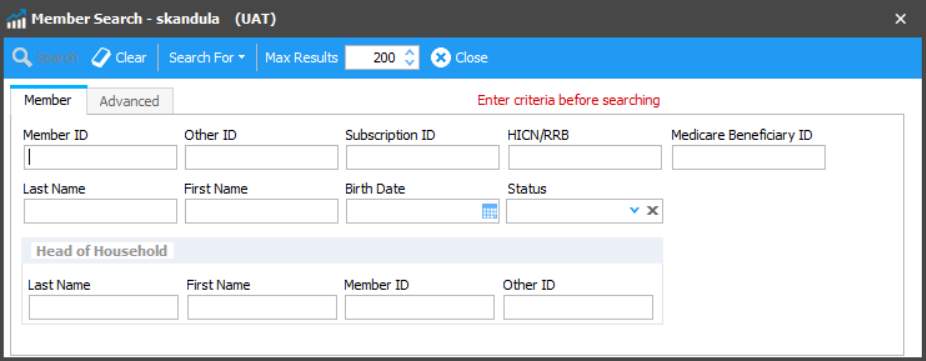 Member Search - skandula (UAT)
Search Clear Search For Max Results 200 Close
Member Advanced Enter criteria before searching
Member ID Other ID Subscription ID HICN/RRB Medicare Beneficiary ID
Last Name First Name Birth Date Status
Head of Household
Last Name First Name Member ID Other ID